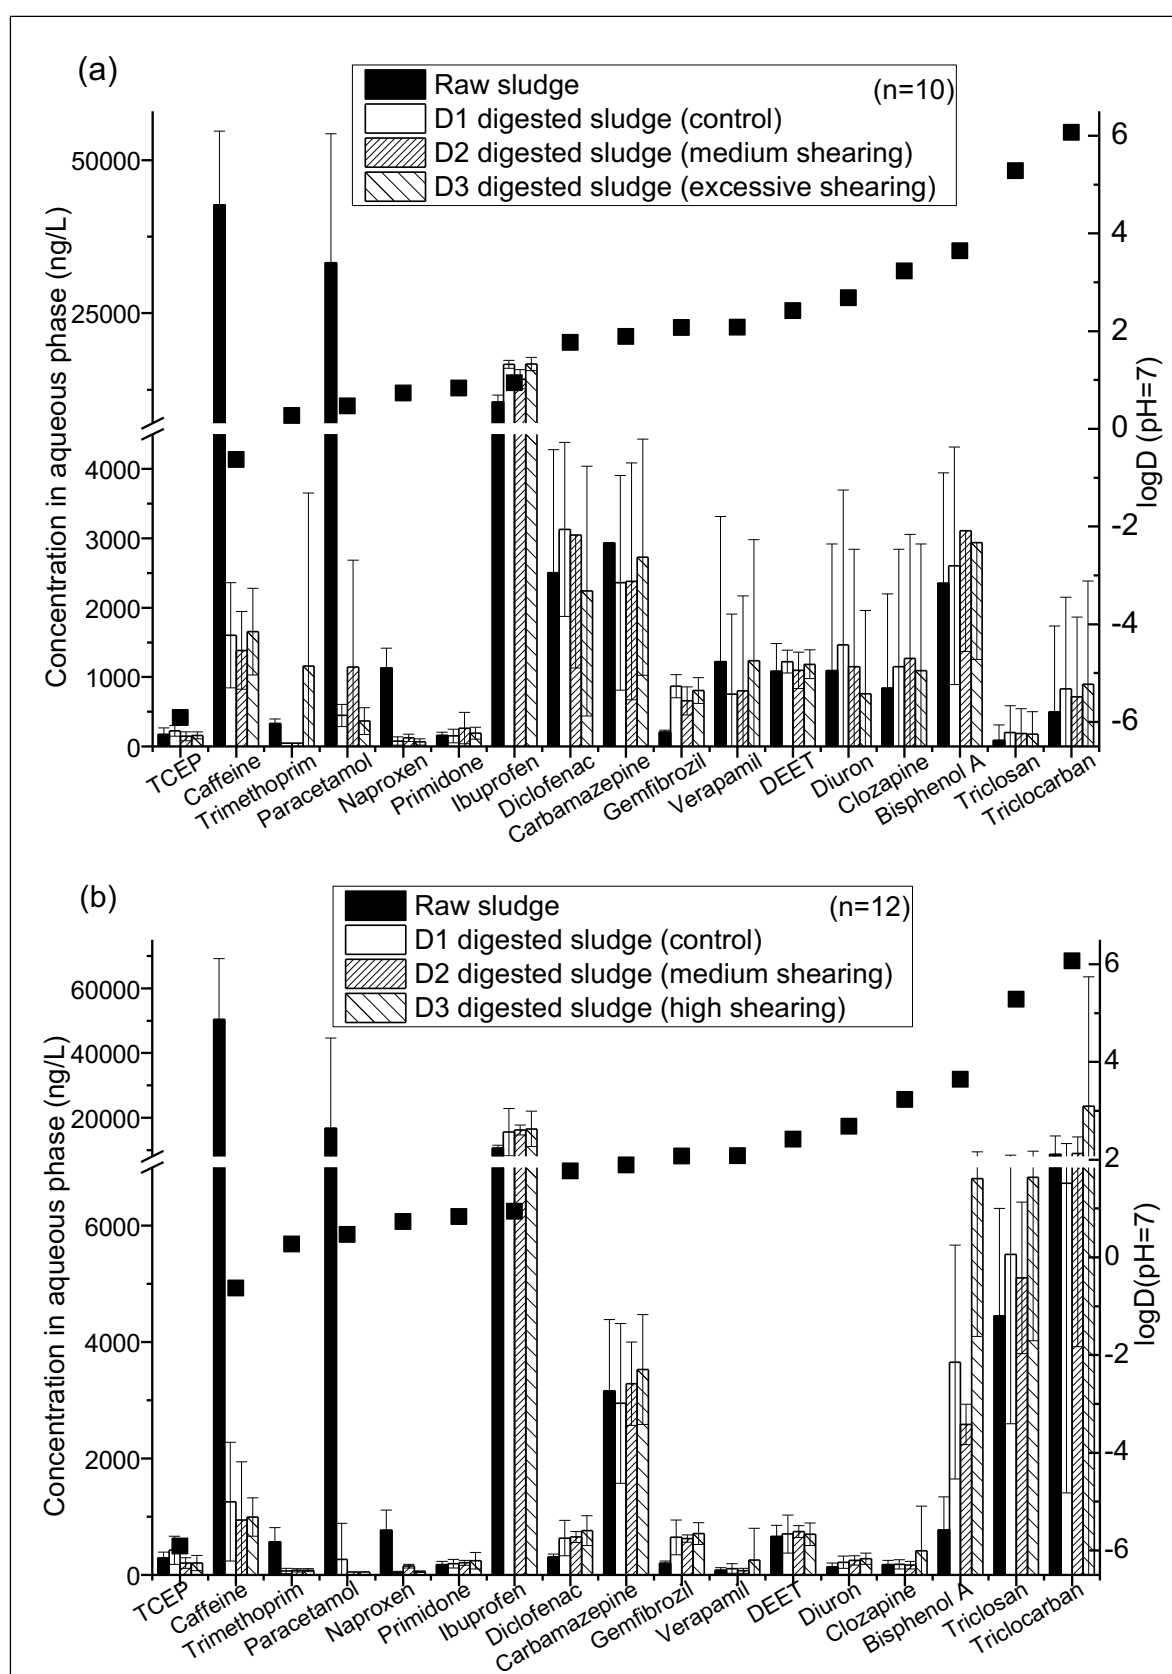 (a)
Raw sludge (n=10)
D1 digested sludge (control)
D2 digested sludge (medium shearing)
D3 digested sludge (excessive shearing)
Concentration in aqueous phase (ng/L)
50000
25000
4000
3000
2000
1000
0
6
4
2
0
-2
-4
-6
logD (pH=7)
TCEP
Caffeine
Trimethoprim
Paracetamol
Naproxen
Primidone
Ibuprofen
Diclofenac
Carbamazepine
Gemfibrozil
Verapamil
DEET
Diuron
Clozapine
Bisphenol A
Triclosan
Triclocarban
(b)
Raw sludge (n=12)
D1 digested sludge (control)
D2 digested sludge (medium shearing)
D3 digested sludge (high shearing)
Concentration in aqueous phase (ng/L)
60000
40000
20000
6000
4000
2000
0
6
4
2
0
-2
-4
-6
logD(pH=7)
TCEP
Caffeine
Trimethoprim
Paracetamol
Naproxen
Primidone
Ibuprofen
Diclofenac
Carbamazepine
Gemfibrozil
Verapamil
DEET
Diuron
Clozapine
Bisphenol A
Triclosan
Triclocarban